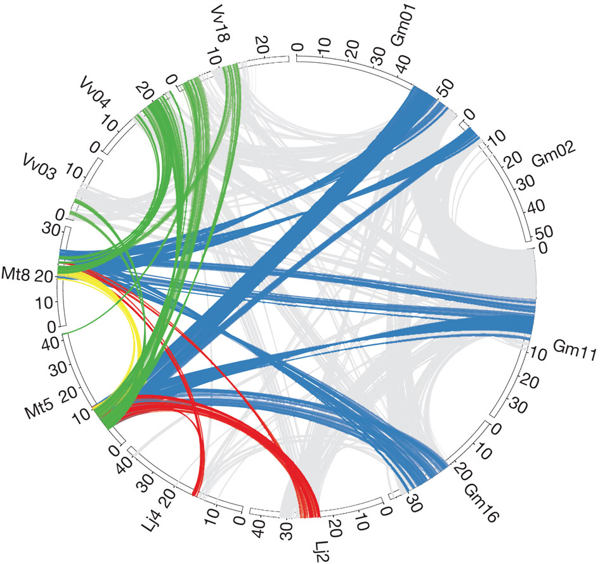 0 10 20 30 40 50
Gm01
0 10 20 30 40 50
Gm02
0 10 20 30
Gm11
0 10 20 30
Gm16
0 10 20 30 40
Lj2
0 10 20 30 40
Lj4
0 10 20 30 40
Mt5
0 10 20 30
Mt8
0 10
Vv03
0 10 20
Vv04
0 10 20
Vv18